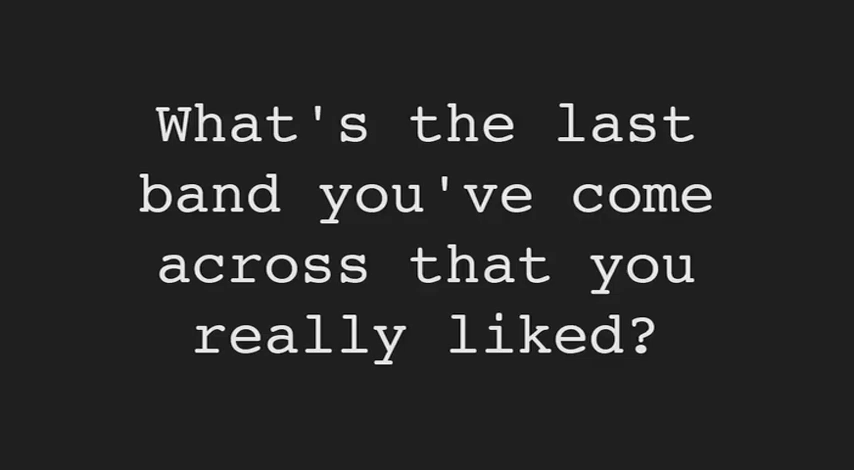 What's the last
band you've come
across that you
really liked?